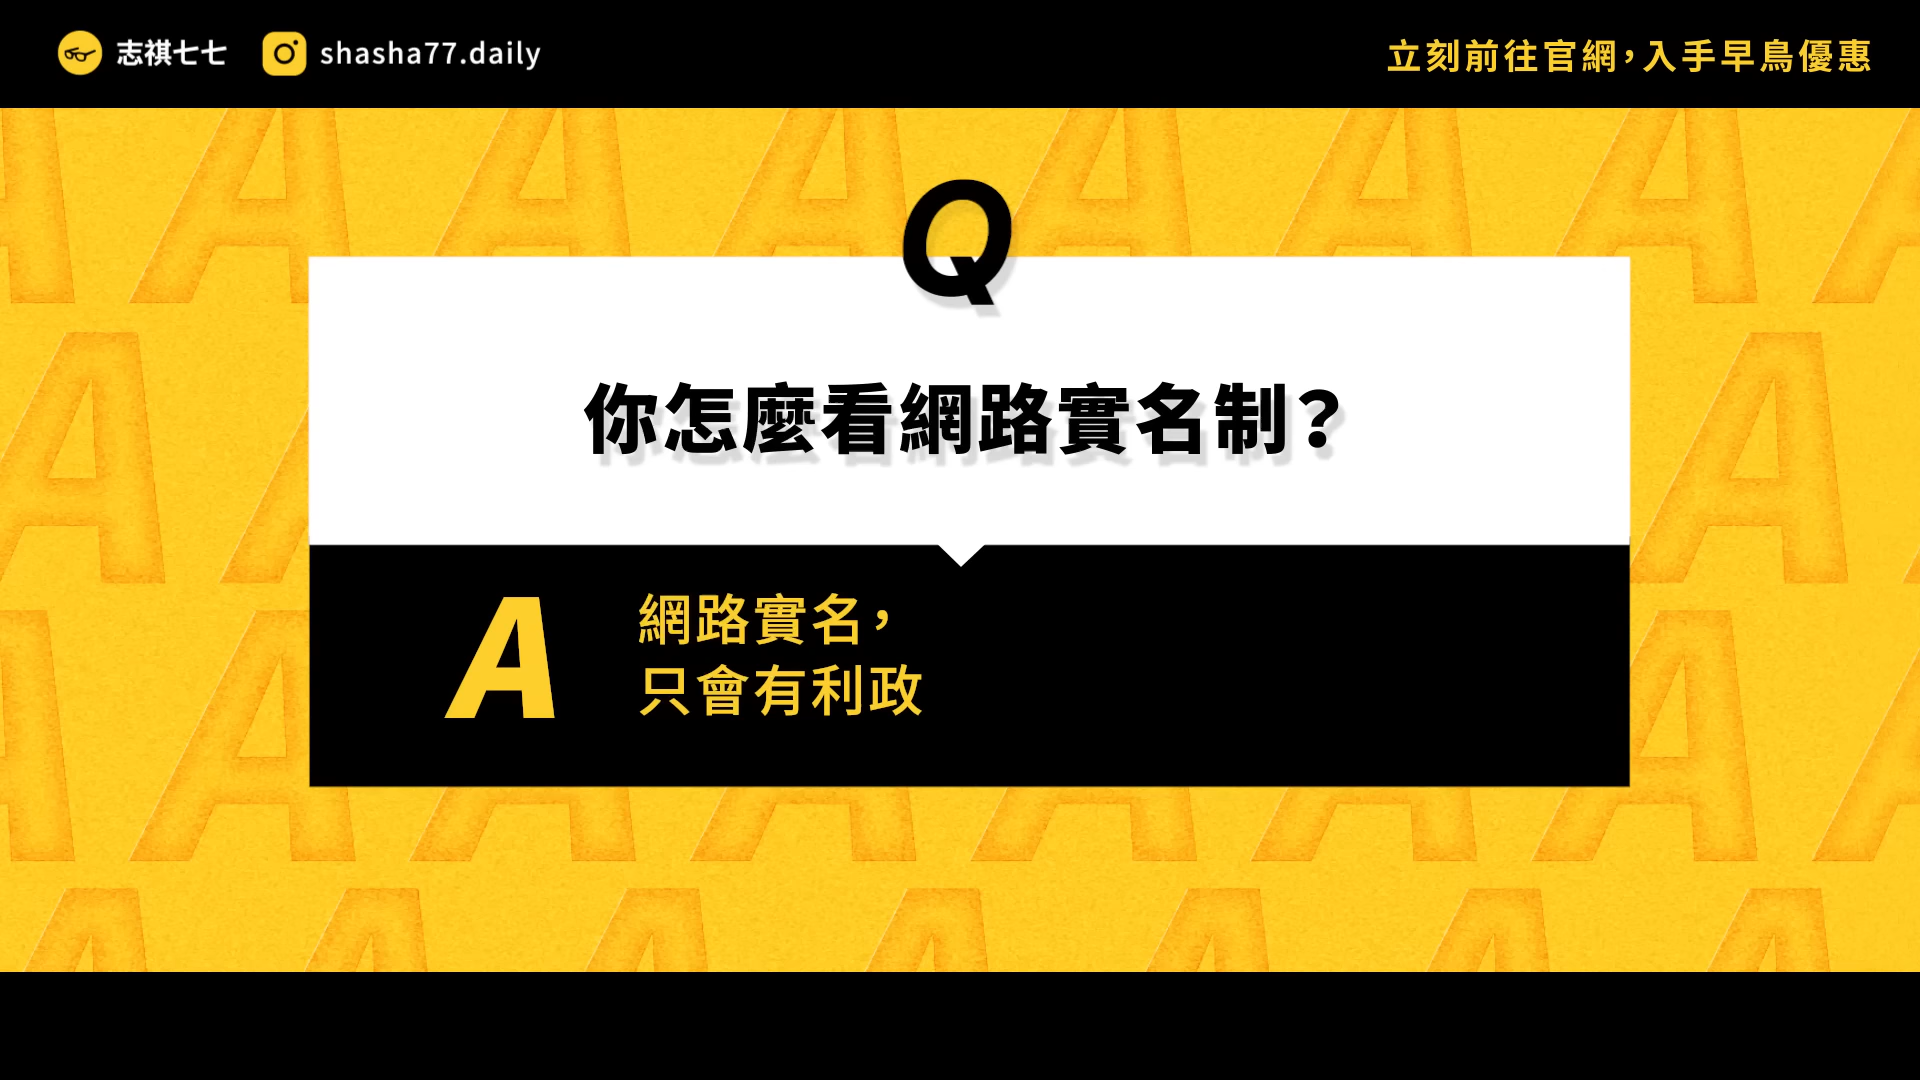 志祺七七 shasha77.daily 立刻前往官網，入手早鳥優惠
Q
你怎麼看網路實名制？
A
網路實名，
只會有利政